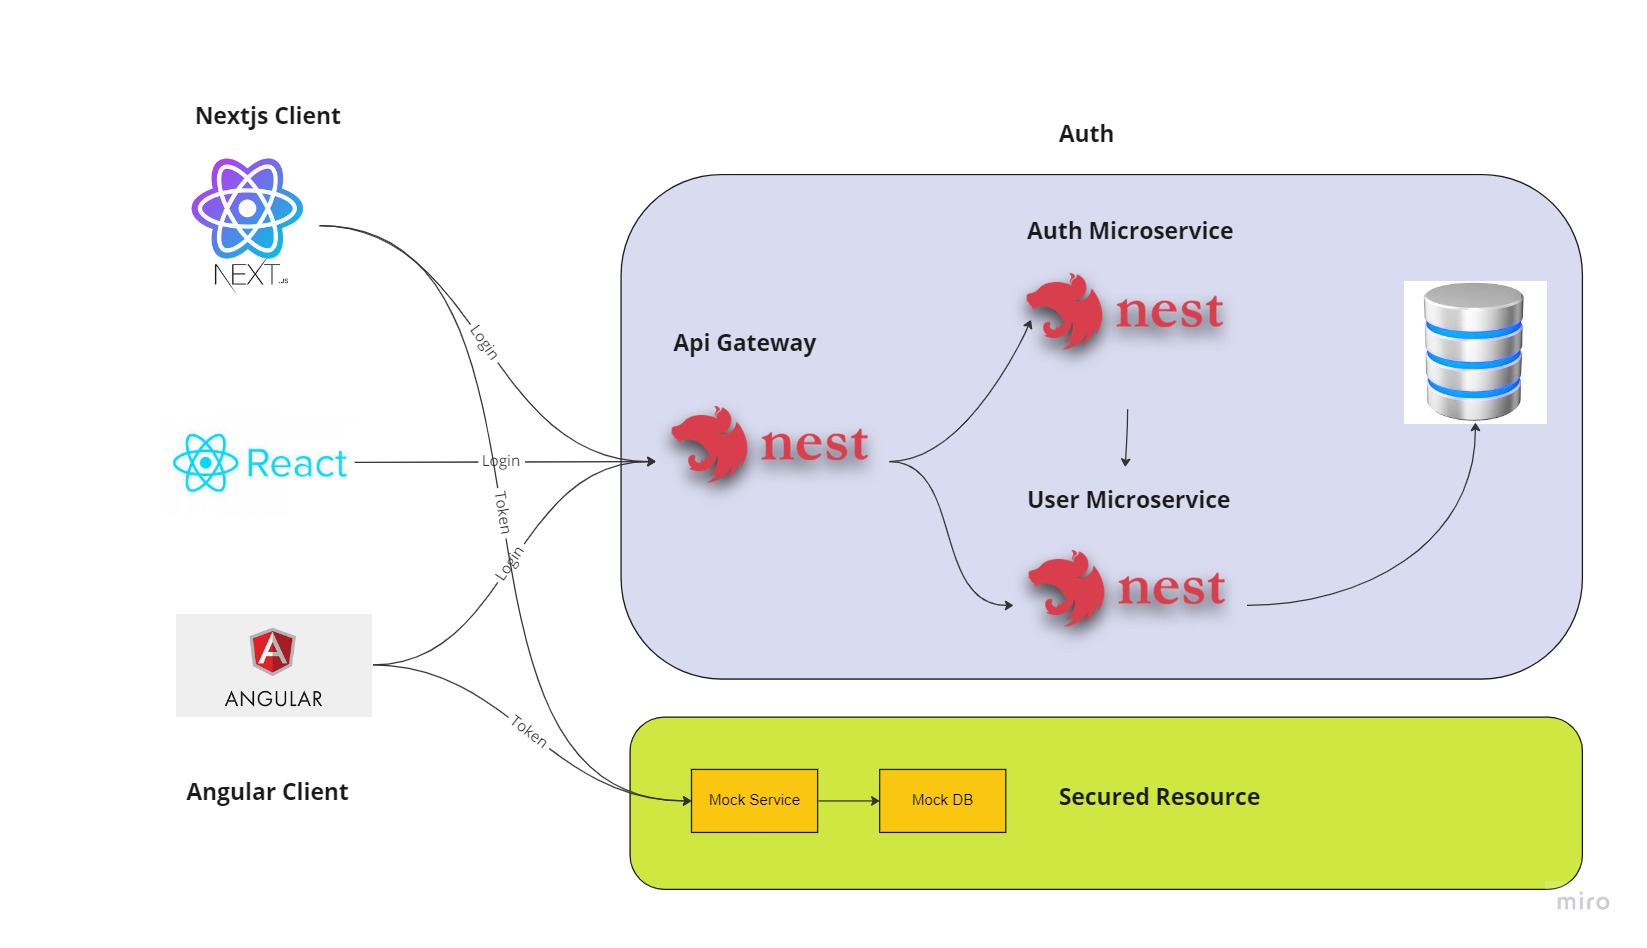 Nextjs Client
NEXT.JS
Login
React
Login
Token
Login
ANGULAR
Token
Angular Client
Auth
Auth Microservice
nest
Api Gateway
nest
User Microservice
nest
Mock Service
Mock DB
Secured Resource
miro